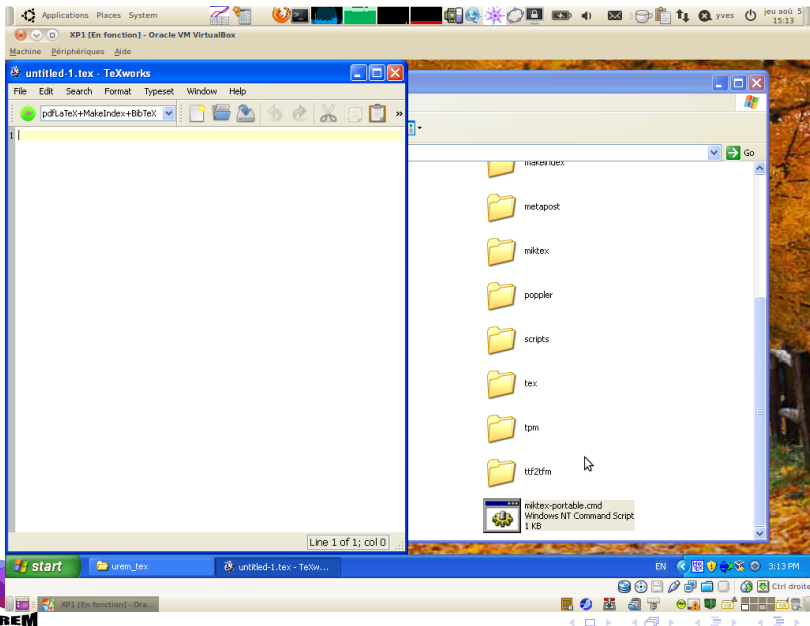 Applications Places System
yves
jeu aoû 5
15:13
XP1 [En fonction] - Oracle VM VirtualBox
Machine Périphériques Aide
untitled-1.tex - TeXworks
File Edit Search Format Typeset Window Help
pdfLaTeX+MakeIndex+BibTeX
»
1
Go
makeindex
metapost
miktex
poppler
scripts
tex
tpm
ttf2tfm
miktex-portable.cmd
Windows NT Command Script
1 KB
Line 1 of 1; col 0
start
urem_tex
untitled-1.tex - TeXw...
EN
3:13 PM
Ctrl droite
XP1 [En fonction] - Ora...
REM